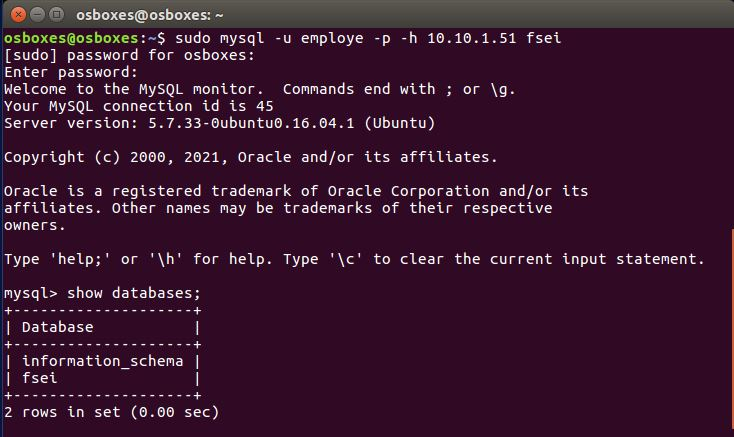 osboxes@osboxes: ~
osboxes@osboxes:~$ sudo mysql -u employe -p -h 10.10.1.51 fsei
[sudo] password for osboxes:
Enter password:
Welcome to the MySQL monitor.  Commands end with ; or \g.
Your MySQL connection id is 45
Server version: 5.7.33-0ubuntu0.16.04.1 (Ubuntu)

Copyright (c) 2000, 2021, Oracle and/or its affiliates.

Oracle is a registered trademark of Oracle Corporation and/or its
affiliates. Other names may be trademarks of their respective
owners.

Type 'help;' or '\h' for help. Type '\c' to clear the current input statement.

mysql> show databases;
+--------------------+
| Database           |
+--------------------+
| information_schema |
| fsei               |
+--------------------+
2 rows in set (0.00 sec)